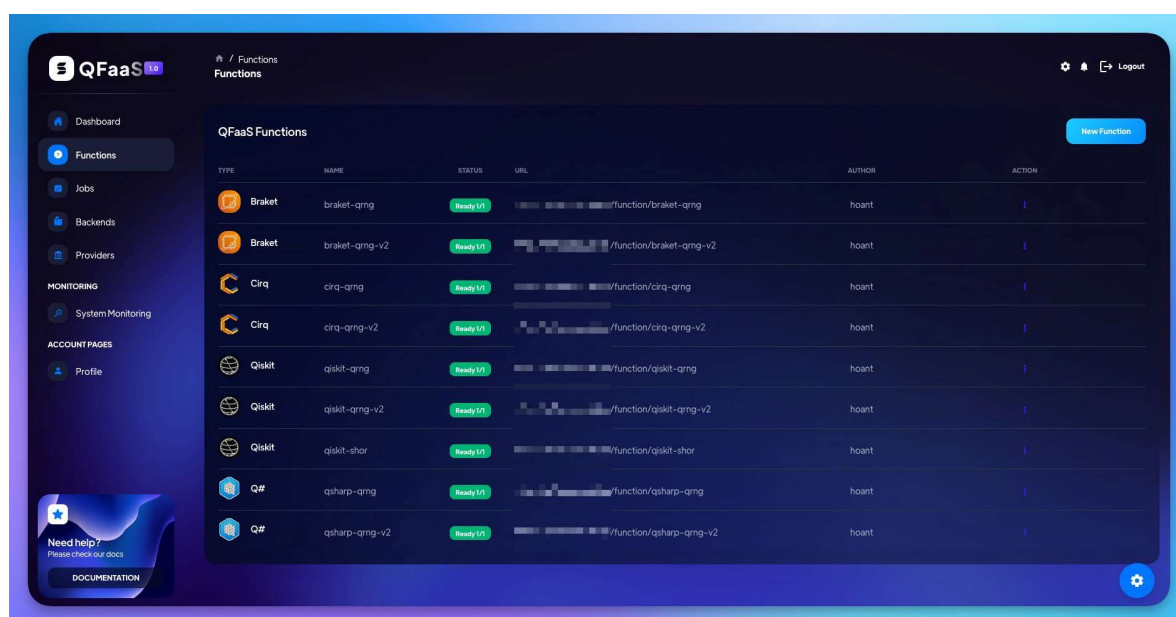 QFaaS 1.0
/ Functions
Functions
Logout
Dashboard
Functions
Jobs
Backends
Providers
MONITORING
System Monitoring
ACCOUNT PAGES
Profile
Need help?
Please check our docs
DOCUMENTATION
QFaaS Functions
New Function
TYPE NAME STATUS URL AUTHOR ACTION
Braket braket-qrng Ready 1/1 /function/braket-qrng hoant
Braket braket-qrng-v2 Ready 1/1 /function/braket-qrng-v2 hoant
Cirq cirq-qrng Ready 1/1 /function/cirq-qrng hoant
Cirq cirq-qrng-v2 Ready 1/1 /function/cirq-qrng-v2 hoant
Qiskit qiskit-qrng Ready 1/1 /function/qiskit-qrng hoant
Qiskit qiskit-qrng-v2 Ready 1/1 /function/qiskit-qrng-v2 hoant
Qiskit qiskit-shor Ready 1/1 /function/qiskit-shor hoant
Q# qsharp-qrng Ready 1/1 /function/qsharp-qrng hoant
Q# qsharp-qrng-v2 Ready 1/1 /function/qsharp-qrng-v2 hoant